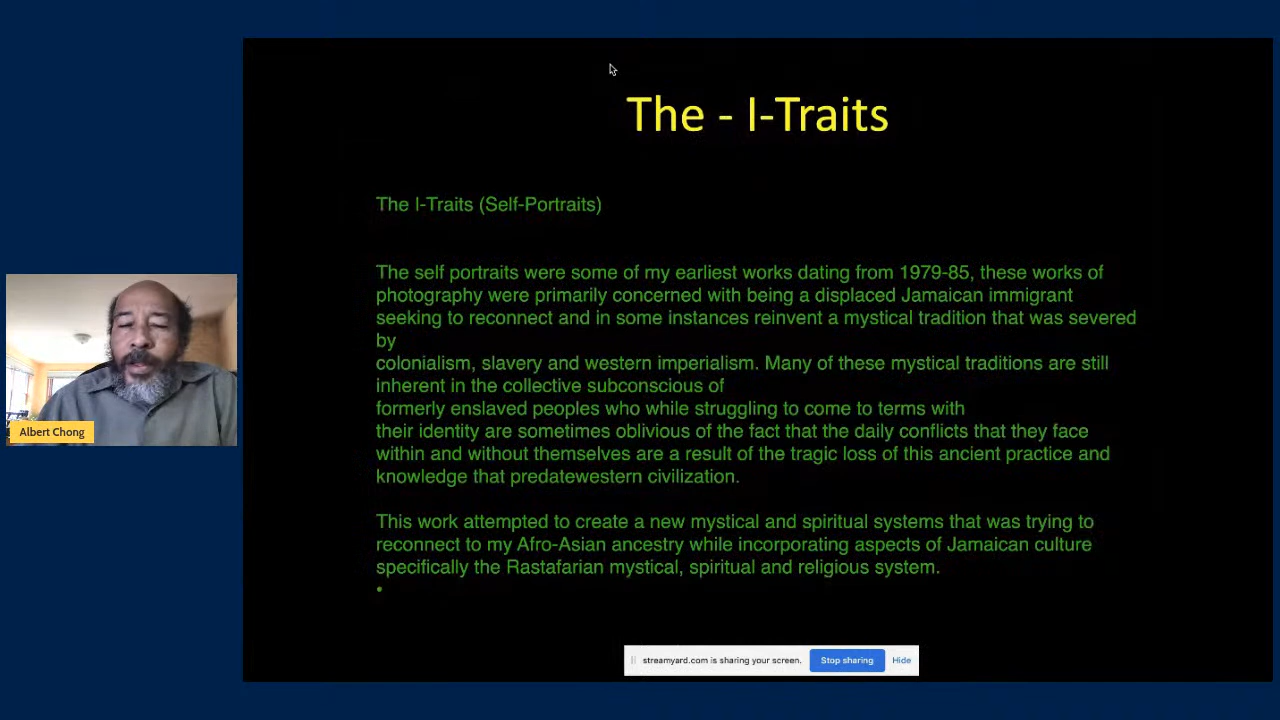 The - I-Traits
The I-Traits (Self-Portraits)
The self portraits were some of my earliest works dating from 1979-85, these works of
photography were primarily concerned with being a displaced Jamaican immigrant
seeking to reconnect and in some instances reinvent a mystical tradition that was severed
by
colonialism, slavery and western imperialism. Many of these mystical traditions are still
inherent in the collective subconscious of
formerly enslaved peoples who while struggling to come to terms with
their identity are sometimes oblivious of the fact that the daily conflicts that they face
within and without themselves are a result of the tragic loss of this ancient practice and
knowledge that predatewestern civilization.
This work attempted to create a new mystical and spiritual systems that was trying to
reconnect to my Afro-Asian ancestry while incorporating aspects of Jamaican culture
specifically the Rastafarian mystical, spiritual and religious system.
•
Albert Chong
streamyard.com is sharing your screen. Stop sharing Hide